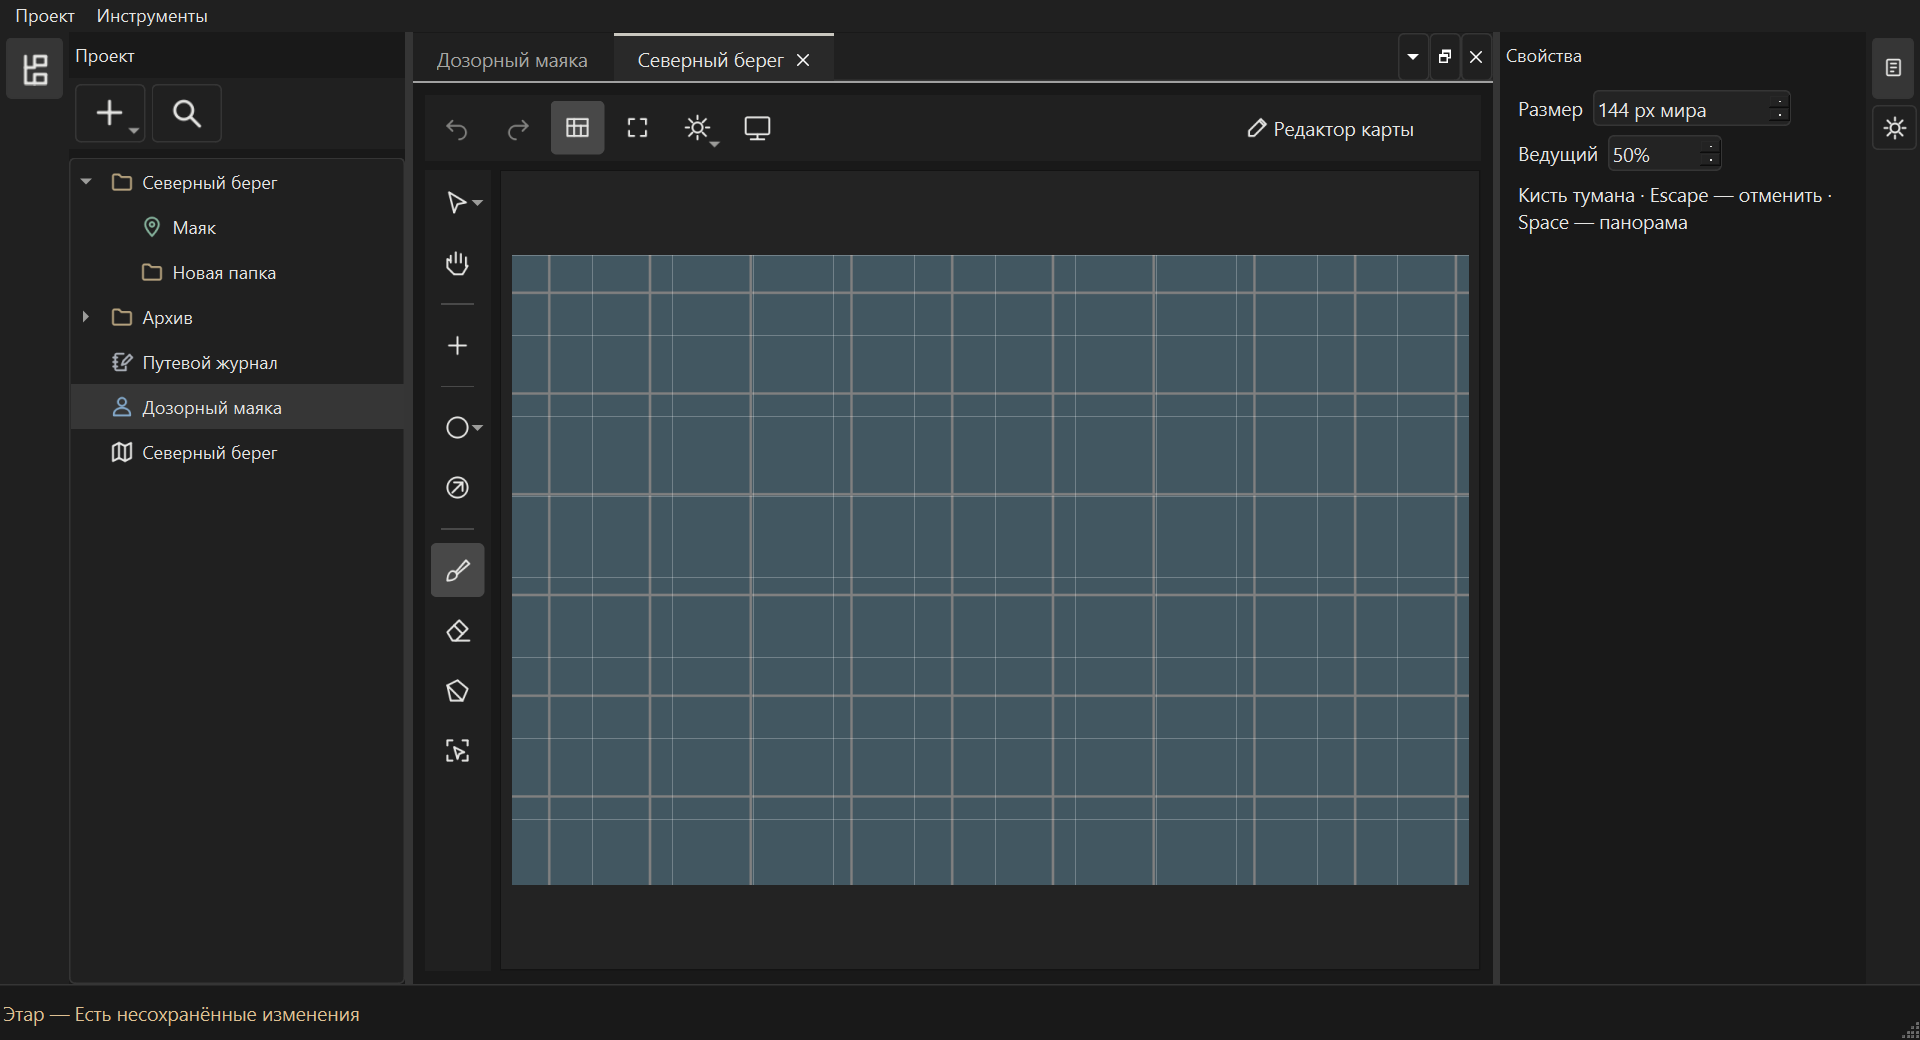 Проект Инструменты
Проект
Северный берег
Маяк
Новая папка
Архив
Путевой журнал
Дозорный маяка
Северный берег
Дозорный маяка Северный берег
Редактор карты
Свойства
Размер 144 px мира
Ведущий 50%
Кисть тумана · Escape — отменить ·
Space — панорама
Этар — Есть несохранённые изменения